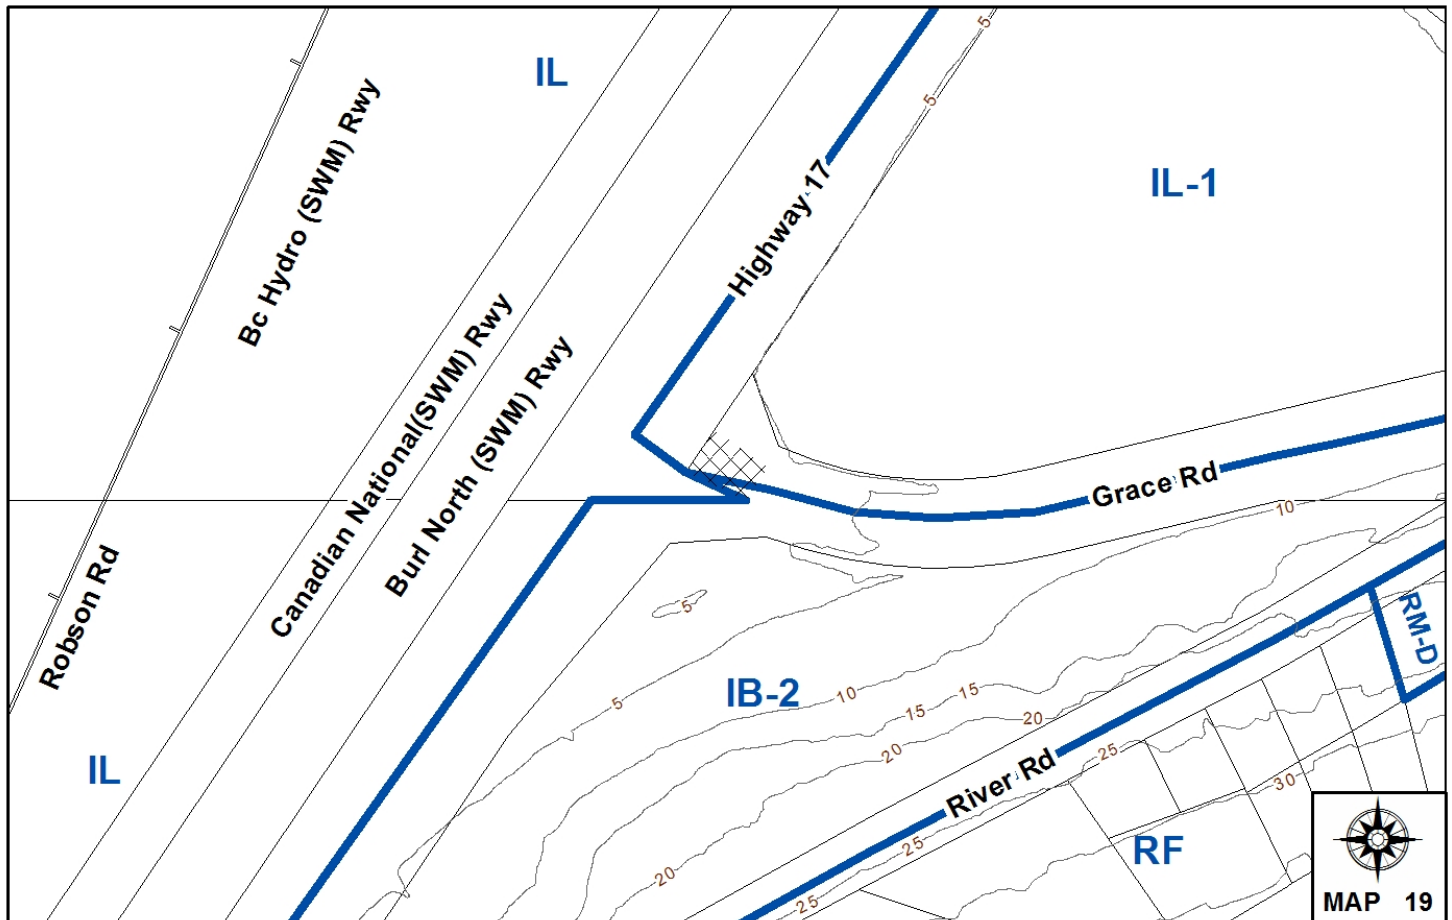 5
IL
5
Bc Hydro (SWM) Rwy
Highway 17
IL-1
Canadian National(SWM) Rwy
Burl North (SWM) Rwy
Grace Rd
10
Robson Rd
5
RM-D
IB-2
10
15
15
5
20
20
25
IL
River Rd
30
25
RF
20
25
MAP 19